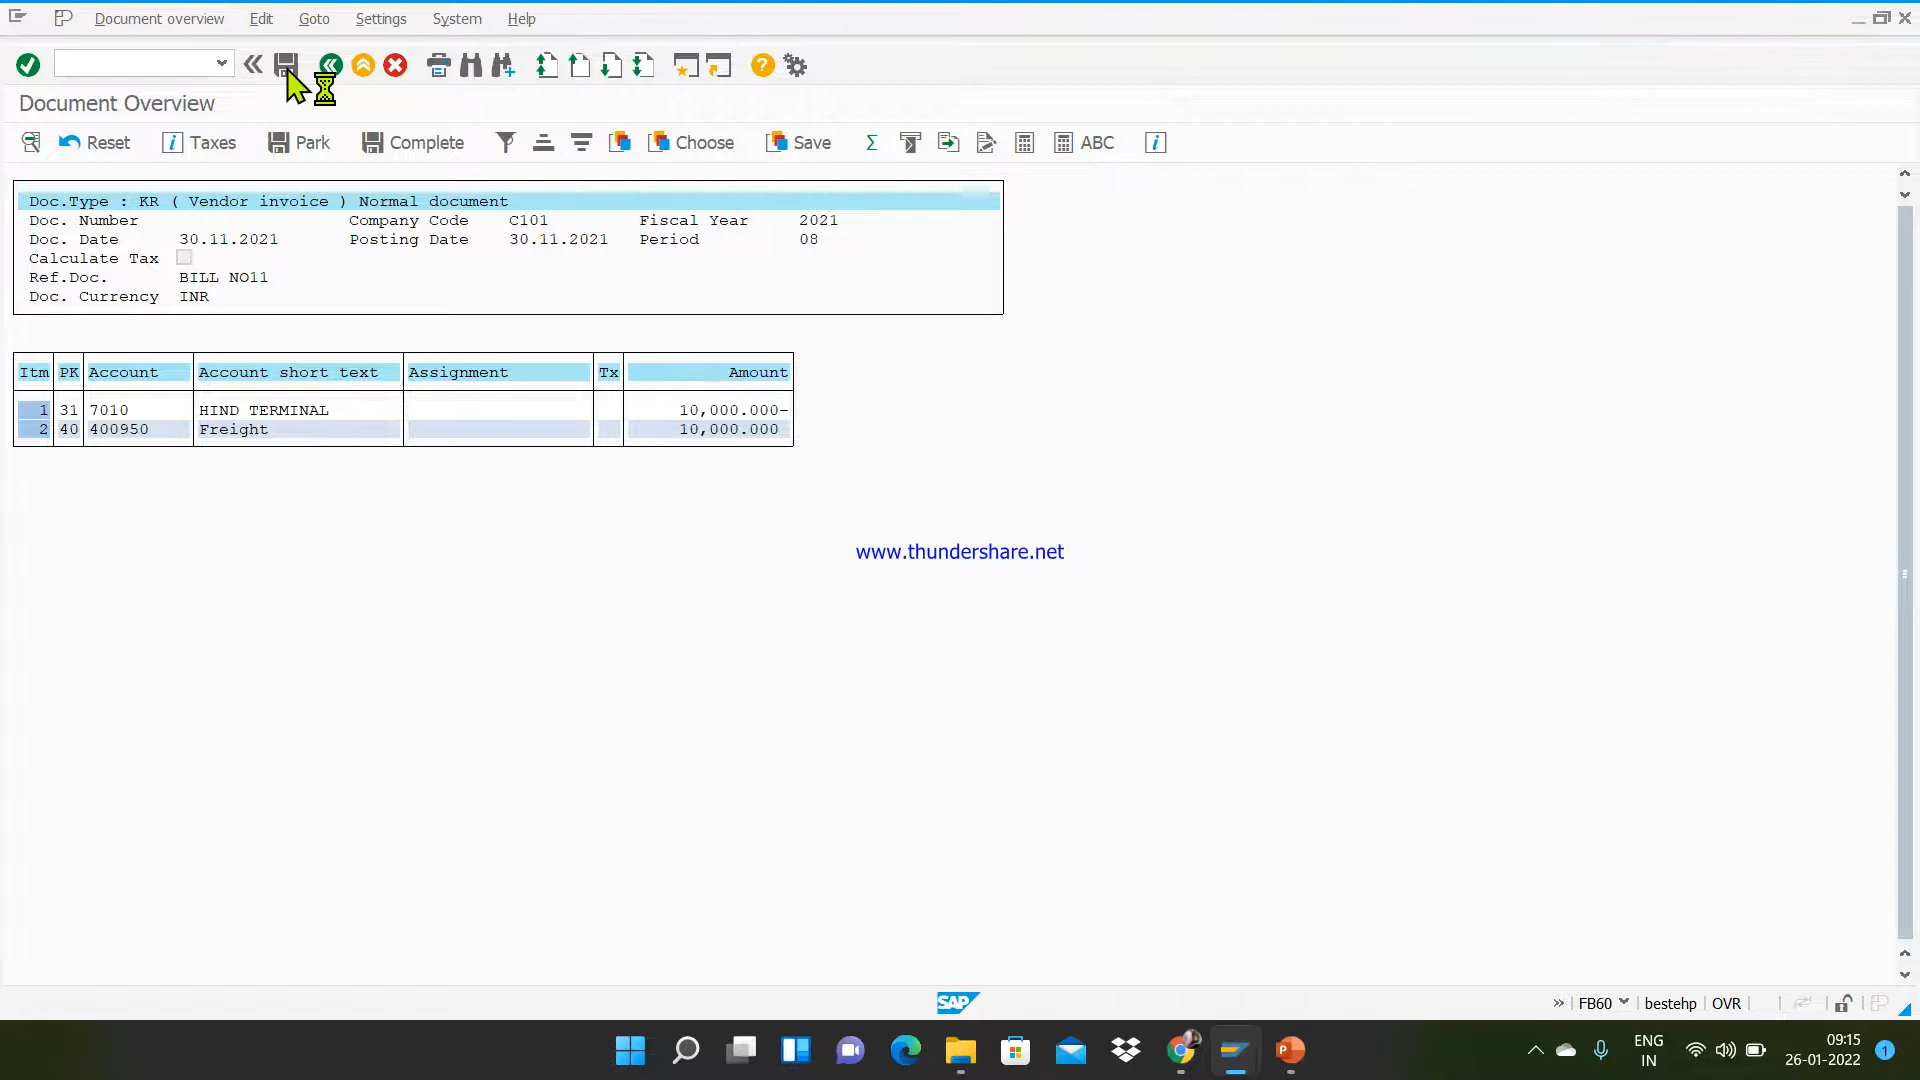 Document overview Edit Goto Settings System Help
Document Overview
Reset Taxes Park Complete Choose Save Σ ABC
Doc.Type : KR ( Vendor invoice ) Normal document
Doc. Number Company Code C101 Fiscal Year 2021
Doc. Date 30.11.2021 Posting Date 30.11.2021 Period 08
Calculate Tax
Ref.Doc. BILL NO11
Doc. Currency INR
Itm PK Account Account short text Assignment Tx Amount
1 31 7010 HIND TERMINAL 10,000.000-
2 40 400950 Freight 10,000.000
www.thundershare.net
SAP FB60 bestehp OVR
ENG 09:15
IN 26-01-2022 1